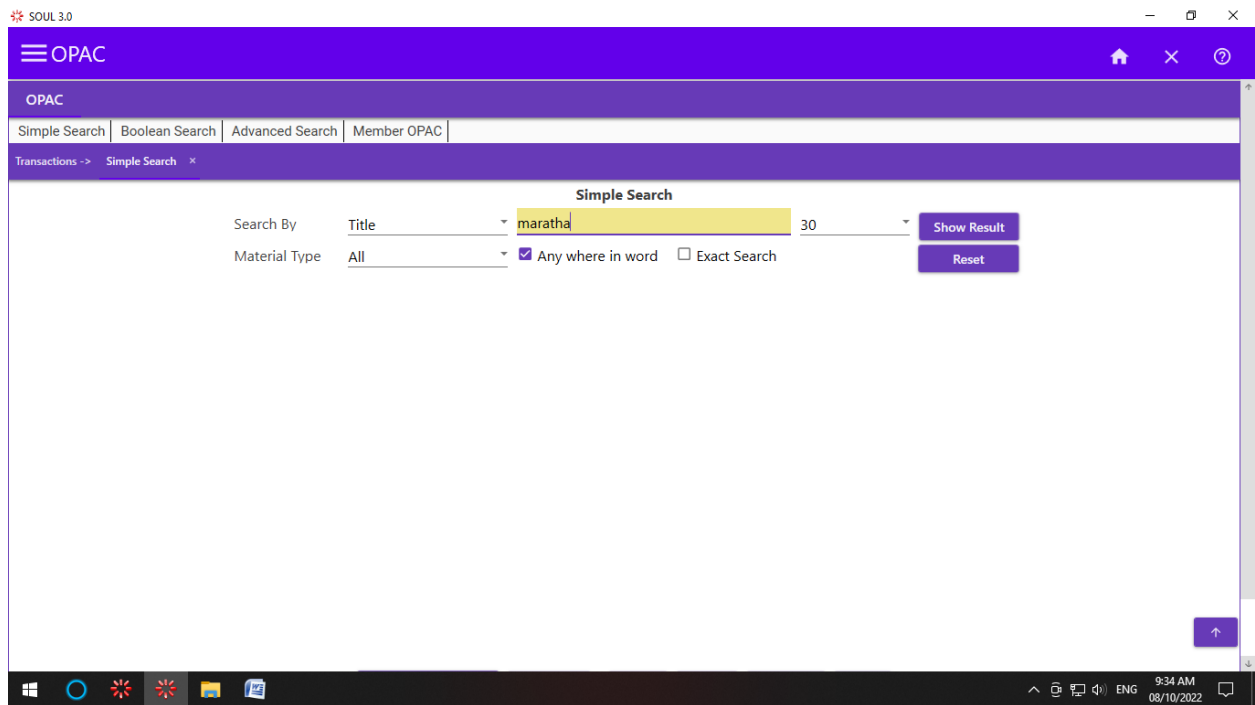 SOUL 3.0
OPAC
OPAC
Simple Search Boolean Search Advanced Search Member OPAC
Transactions -> Simple Search ×
Simple Search
Search By Title maratha 30 Show Result
Material Type All Any where in word Exact Search Reset
ENG 9:34 AM
08/10/2022